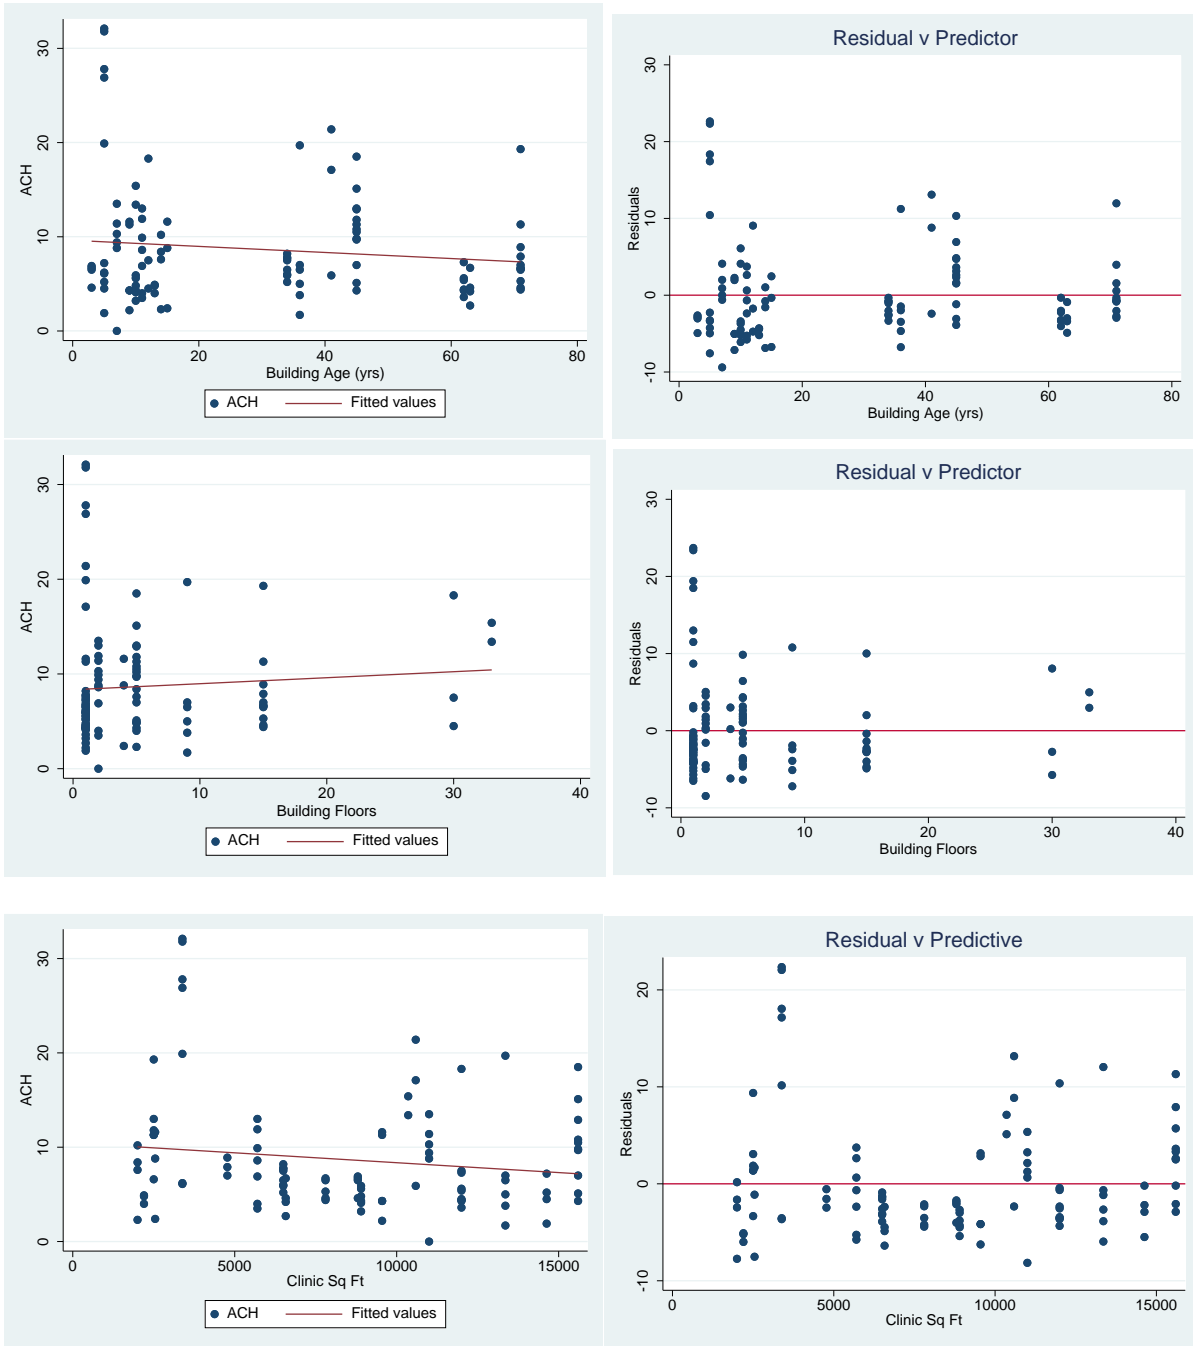 ACH
30
20
10
0
0 20 40 60 80
Building Age (yrs)
ACH Fitted values
Residual v Predictor
Residuals
30
20
10
0
-10
0 20 40 60 80
Building Age (yrs)
ACH
30
20
10
0
0 10 20 30 40
Building Floors
ACH Fitted values
Residual v Predictor
Residuals
30
20
10
0
-10
0 10 20 30 40
Building Floors
ACH
30
20
10
0
0 5000 10000 15000
Clinic Sq Ft
ACH Fitted values
Residual v Predictive
Residuals
20
10
0
-10
0 5000 10000 15000
Clinic Sq Ft